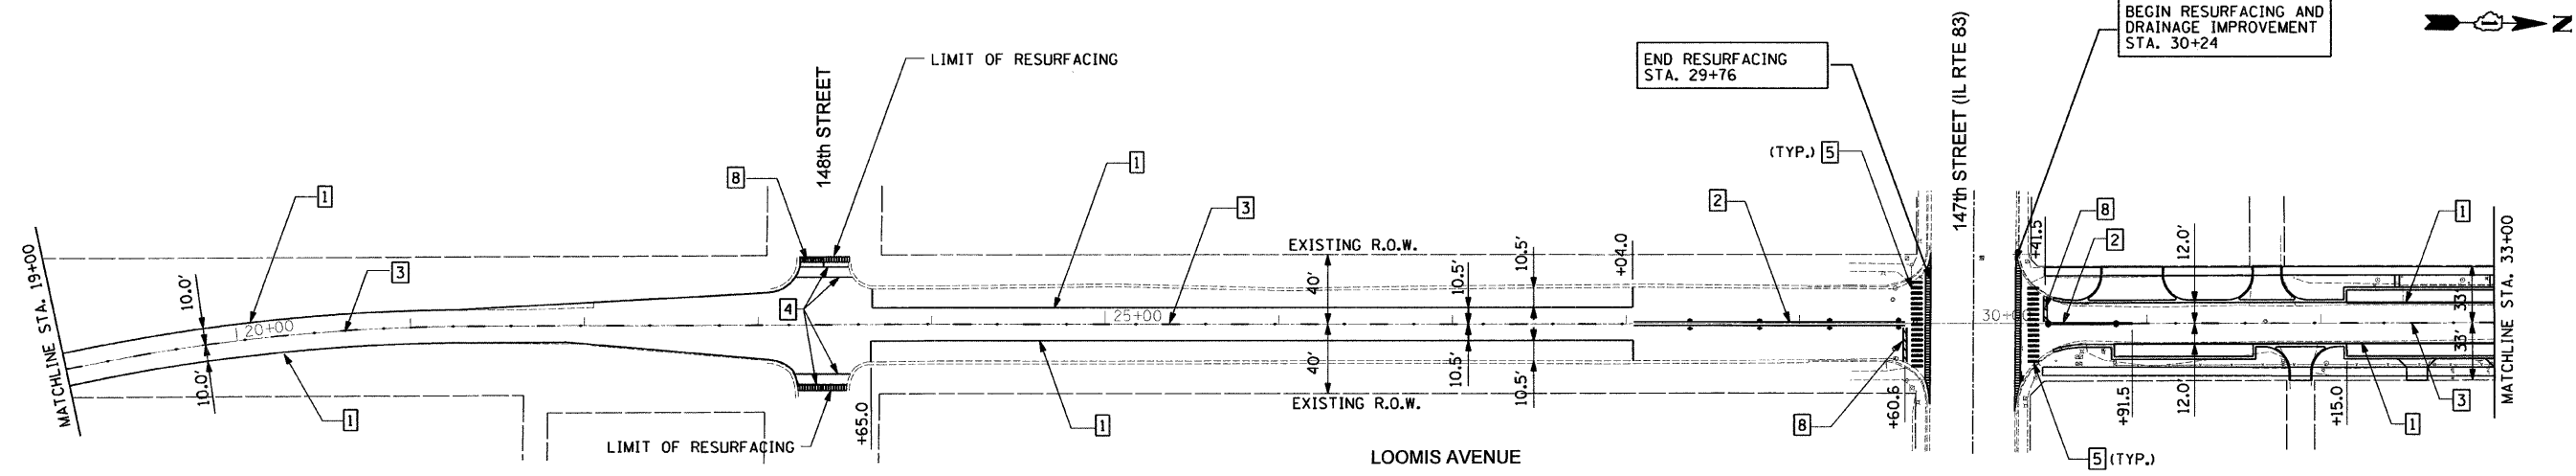 BEGIN RESURFACING AND
DRAINAGE IMPROVEMENT
STA. 30+24
N
LIMIT OF RESURFACING
END RESURFACING
STA. 29+76
148th STREET
147th STREET (IL RTE 83)
(TYP.) 5
8
1
1
3
2
8
2
1
MATCHLINE STA. 19+00
10.0'
20+00
3
4
EXISTING R.O.W.
40'
10.5'
10.5'
+04.0
25+00
30+00
+41.5
12.0'
33'
MATCHLINE STA. 33+00
10.0'
1
40'
10.5'
10.5'
EXISTING R.O.W.
33'
12.0'
+65.0
1
8
+60.6
+91.5
+15.0
1
3
LIMIT OF RESURFACING
LOOMIS AVENUE
5 (TYP.)